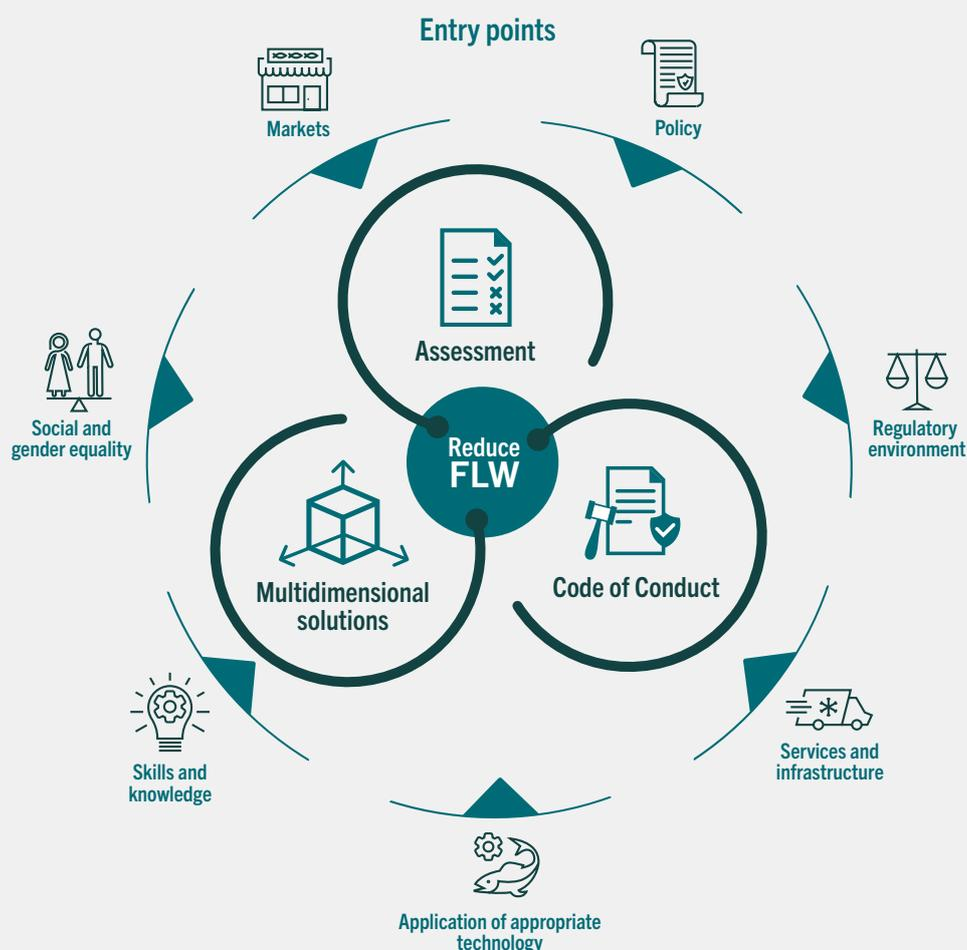 Entry points
Markets
Policy
Assessment
Social and
gender equality
Regulatory
environment
Reduce
FLW
Multidimensional
solutions
Code of Conduct
Skills and
knowledge
Services and
infrastructure
Application of appropriate
technology